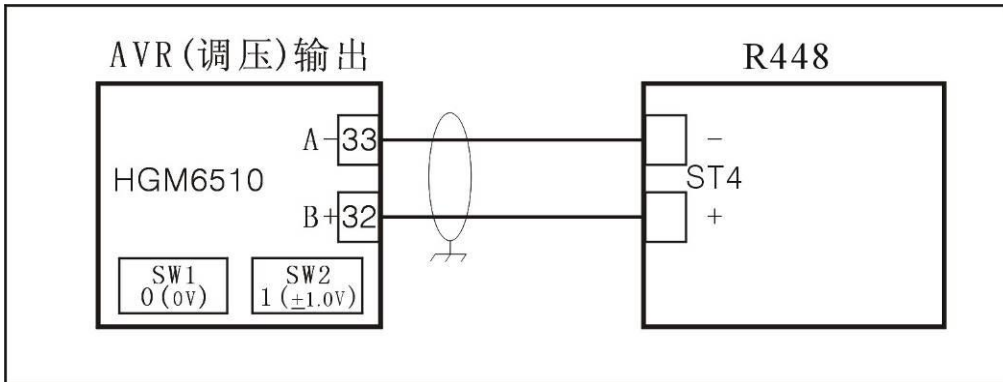 AVR(调压)输出
R448
A-33
-
HGM6510
ST4
B+32
+
SW1
0(0V)
SW2
1(±1.0V)